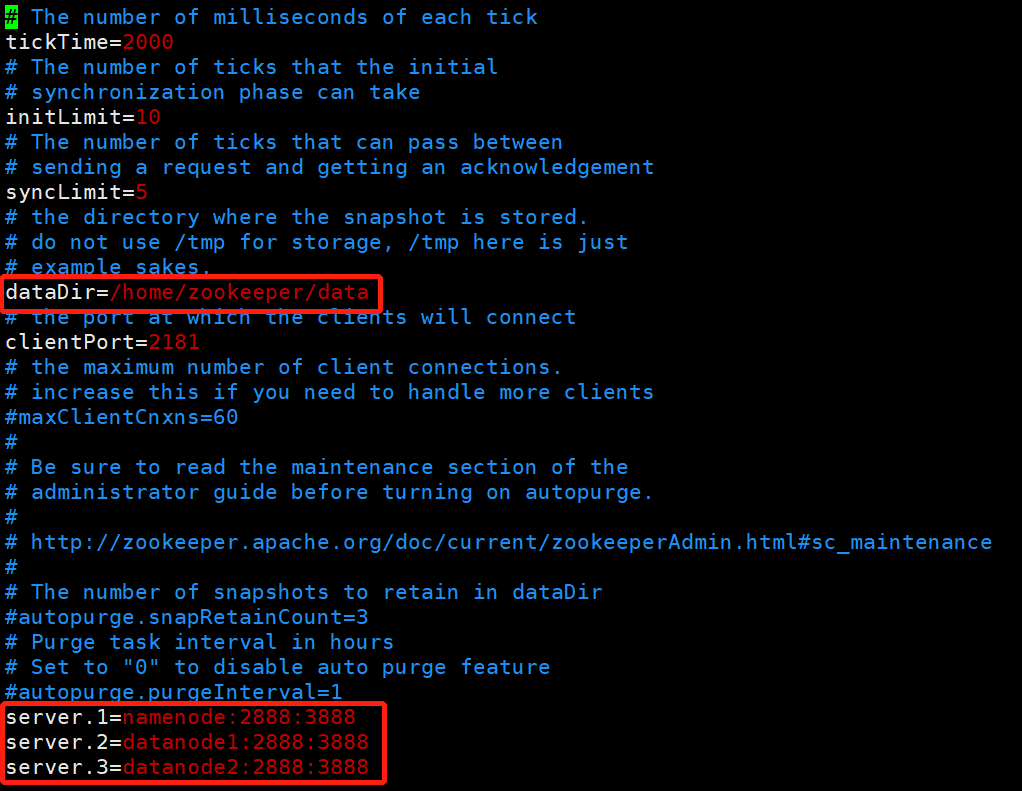 # The number of milliseconds of each tick
tickTime=2000
# The number of ticks that the initial
# synchronization phase can take
initLimit=10
# The number of ticks that can pass between
# sending a request and getting an acknowledgement
syncLimit=5
# the directory where the snapshot is stored.
# do not use /tmp for storage, /tmp here is just
# example sakes.
dataDir=/home/zookeeper/data
# the port at which the clients will connect
clientPort=2181
# the maximum number of client connections.
# increase this if you need to handle more clients
#maxClientCnxns=60
#
# Be sure to read the maintenance section of the
# administrator guide before turning on autopurge.
#
# http://zookeeper.apache.org/doc/current/zookeeperAdmin.html#sc_maintenance
#
# The number of snapshots to retain in dataDir
#autopurge.snapRetainCount=3
# Purge task interval in hours
# Set to "0" to disable auto purge feature
#autopurge.purgeInterval=1
server.1=namenode:2888:3888
server.2=datanode1:2888:3888
server.3=datanode2:2888:3888